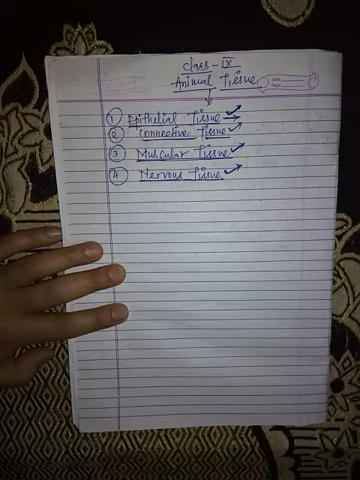 Class - IX
Animal Tissue
① Epithelial Tissue
② Connective Tissue
③ Muscular Tissue
④ Nervous Tissue